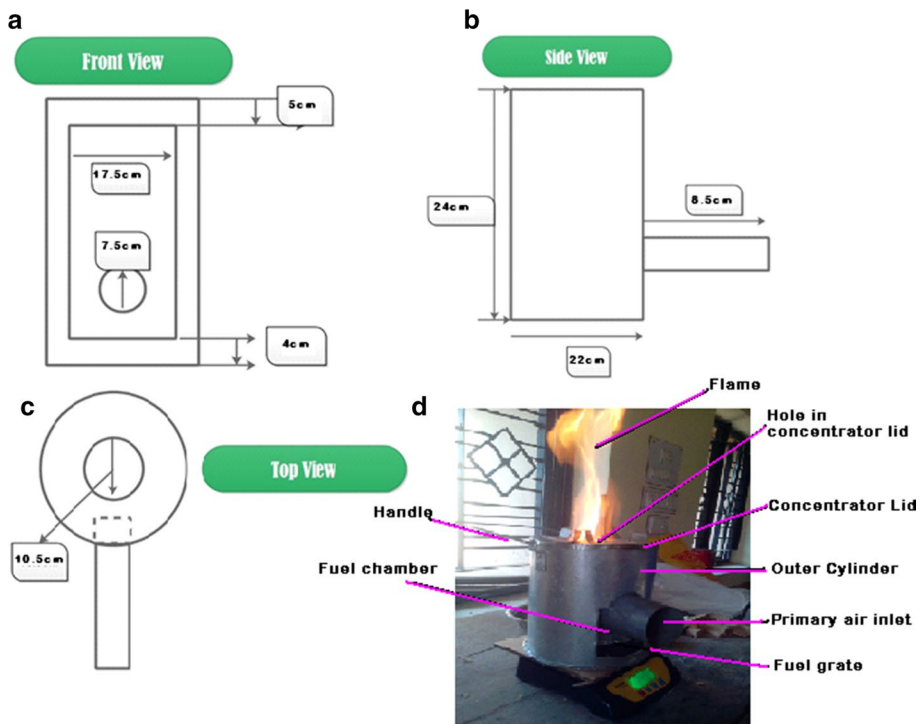 a
Front View
5cm
17.5cm
7.5cm
4cm
b
Side View
24cm
8.5cm
22cm
c
Top View
10.5cm
d
Flame
Hole in
concentrator lid
Concentrator Lid
Handle
Fuel chamber
Outer Cylinder
Primary air inlet
Fuel grate